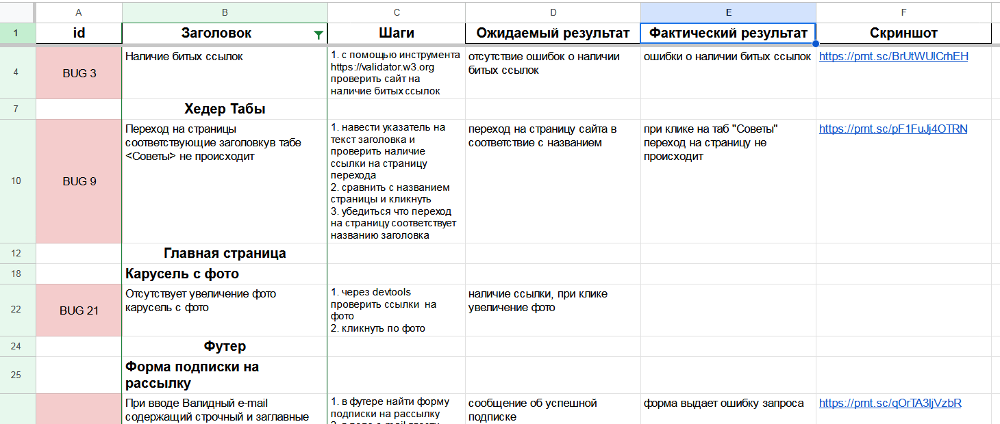 A B C D E F
1 id Заголовок Шаги Ожидаемый результат Фактический результат Скриншот
4 BUG 3
Наличие битых ссылок
1. с помощью инструмента
https://validator.w3.org
проверить сайт на
наличие битых ссылок
отсутствие ошибок о наличии
битых ссылок
ошибки о наличии битых ссылок
https://prnt.sc/BrUtWUlCrhEH
7 Хедер Табы
10 BUG 9
Переход на страницы
соответствующие заголовкув табе
<Советы> не происходит
1. навести указатель на
текст заголовка и
проверить наличие
ссылки на страницу
перехода
2. сравнить с названием
страницы и кликнуть
3. убедиться что переход
на страницу соответствует
названию заголовка
переход на страницу сайта в
соответствие с названием
при клике на таб "Советы"
переход на страницу не
происходит
https://prnt.sc/pF1FuJj4OTRN
12 Главная страница
18 Карусель с фото
22 BUG 21
Отсутствует увеличение фото
карусель с фото
1. через devtools
проверить ссылки на
фото
2. кликнуть по фото
наличие ссылки, при клике
увеличение фото
24 Футер
25 Форма подписки на
рассылку
При вводе Валидный e-mail
содержащий строчный и заглавные
1. в футере найти форму
подписки на рассылку
сообщение об успешной
подписке
форма выдает ошибку запроса
https://prnt.sc/qOrTA3IjVzbR